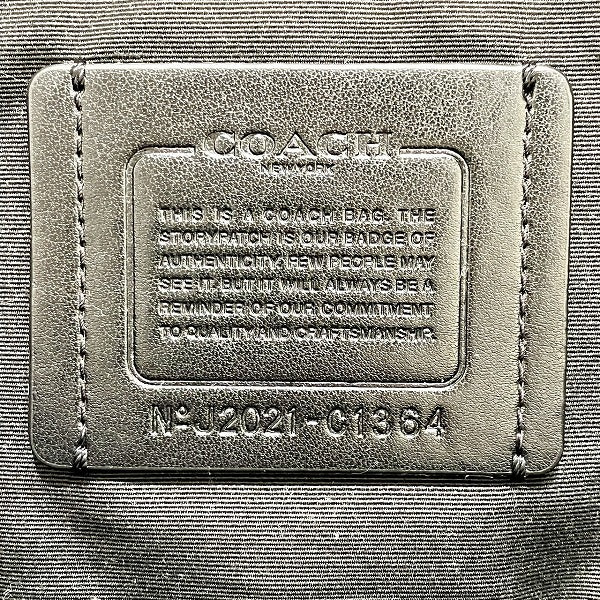 COACH
NEW YORK
THIS IS A COACH BAG. THE
STORYPATCH IS OUR BADGE OF
AUTHENTICITY. FEW PEOPLE MAY
SEE IT. BUT IT WILL ALWAYS BE A
REMINDER OF OUR COMMITMENT
TO QUALITY AND CRAFTSMANSHIP.
Nº J2021-C1364